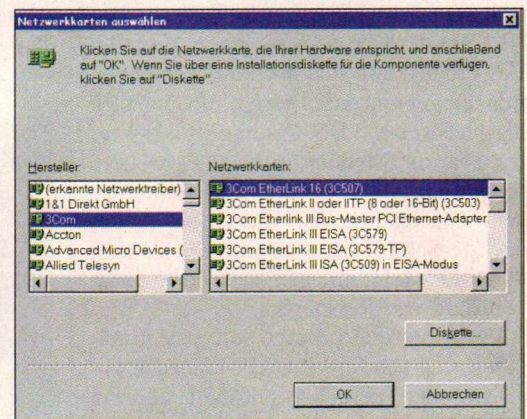 Netzwerkkarten auswählen
Klicken Sie auf die Netzwerkkarte, die Ihrer Hardware entspricht, und anschließend
auf "OK". Wenn Sie über eine Installationsdiskette für die Komponente verfügen,
klicken Sie auf "Diskette".
Hersteller:
(erkannte Netzwerktreiber)
1&1 Direkt GmbH
3Com
Accton
Advanced Micro Devices (
Allied Telesyn
Netzwerkkarten:
3Com EtherLink 16 (3C507)
3Com EtherLink II oder IITP (8 oder 16-Bit) (3C503)
3Com Etherlink III Bus-Master PCI Ethernet-Adapter
3Com EtherLink III EISA (3C579)
3Com EtherLink III EISA (3C579-TP)
3Com EtherLink III ISA (3C509) in EISA-Modus
Diskette...
OK
Abbrechen